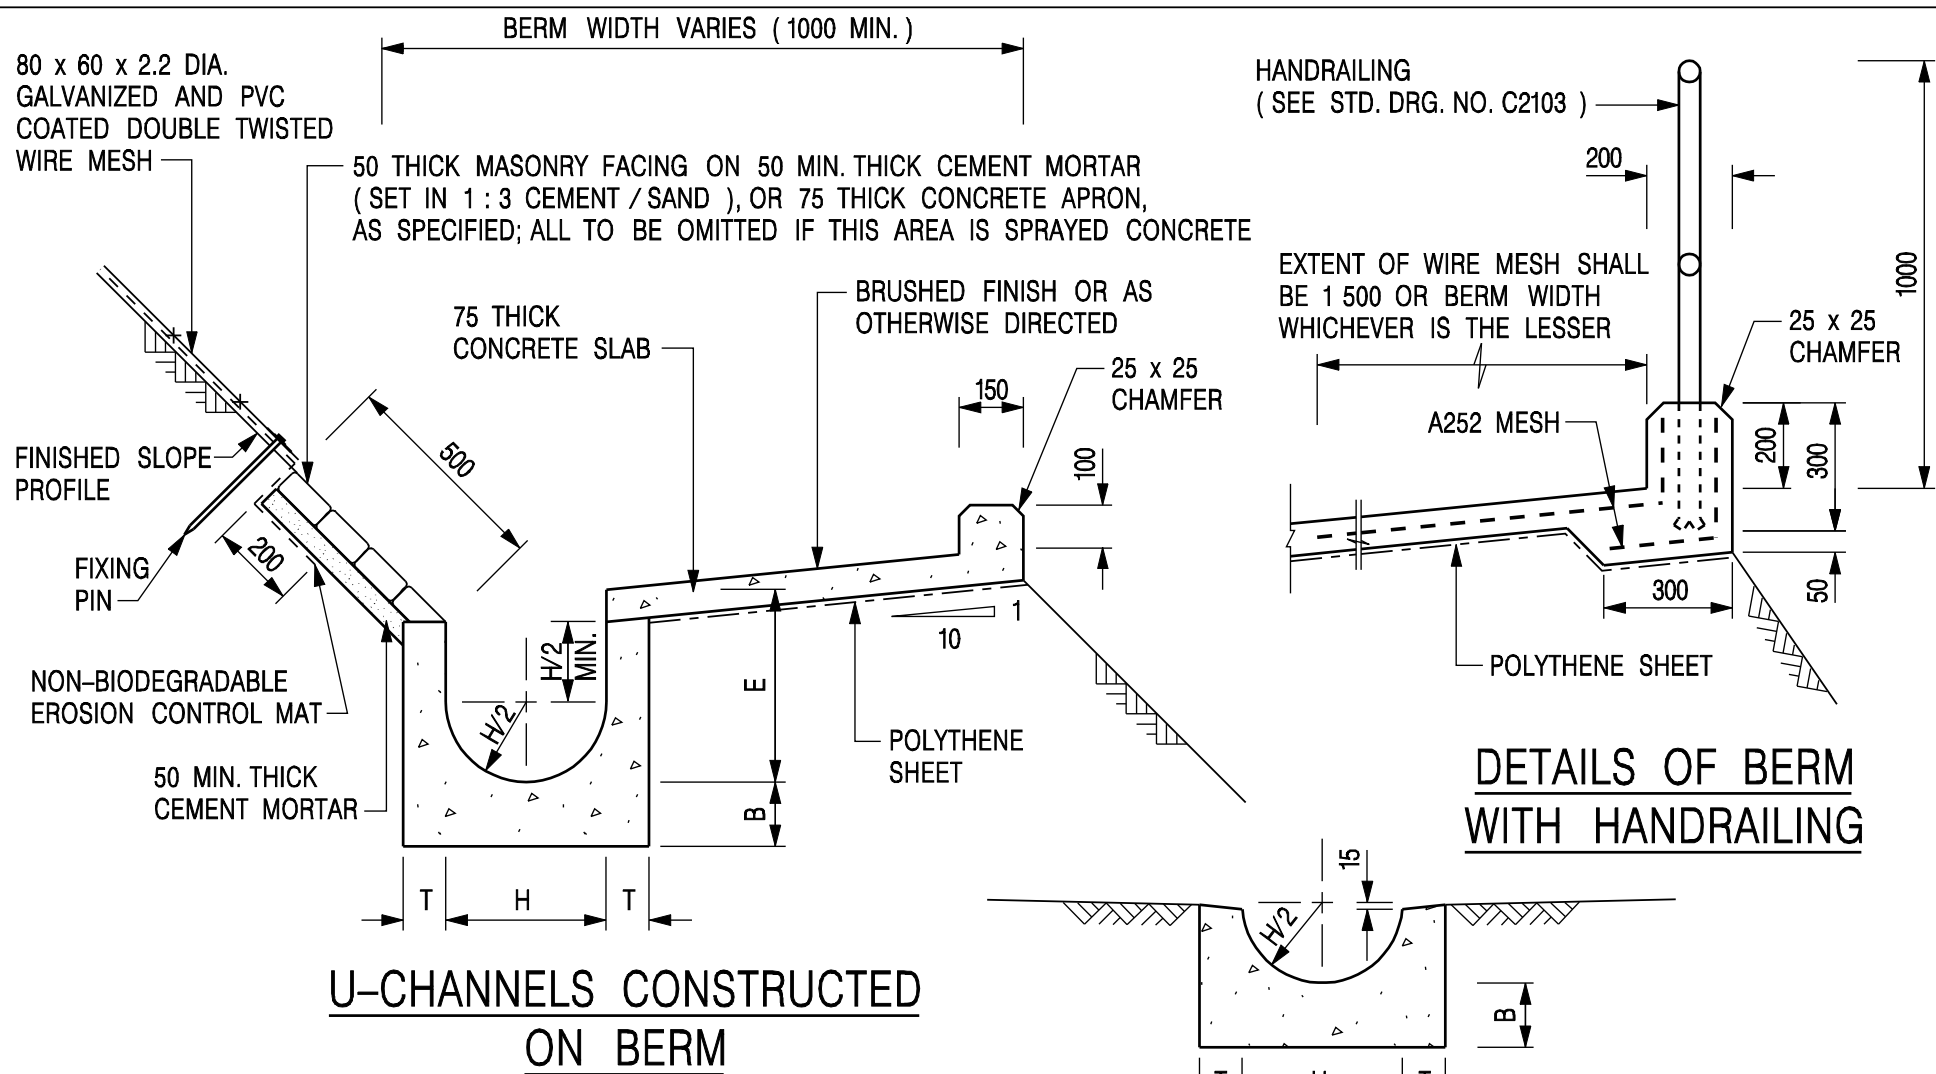 BERM WIDTH VARIES ( 1000 MIN. )
80 x 60 x 2.2 DIA.
GALVANIZED AND PVC
COATED DOUBLE TWISTED
WIRE MESH
50 THICK MASONRY FACING ON 50 MIN. THICK CEMENT MORTAR
( SET IN 1 : 3 CEMENT / SAND ), OR 75 THICK CONCRETE APRON,
AS SPECIFIED; ALL TO BE OMITTED IF THIS AREA IS SPRAYED CONCRETE
75 THICK
CONCRETE SLAB
BRUSHED FINISH OR AS
OTHERWISE DIRECTED
25 x 25
CHAMFER
150
100
500
FINISHED SLOPE
PROFILE
200
FIXING
PIN
NON–BIODEGRADABLE
EROSION CONTROL MAT
50 MIN. THICK
CEMENT MORTAR
H/2
MIN.
H/2
E
B
10
1
POLYTHENE
SHEET
T
H
T
U–CHANNELS CONSTRUCTED
ON BERM
HANDRAILING
( SEE STD. DRG. NO. C2103 )
200
1000
EXTENT OF WIRE MESH SHALL
BE 1 500 OR BERM WIDTH
WHICHEVER IS THE LESSER
25 x 25
CHAMFER
A252 MESH
200
300
50
300
POLYTHENE SHEET
DETAILS OF BERM
WITH HANDRAILING
15
H/2
B
T
H
T